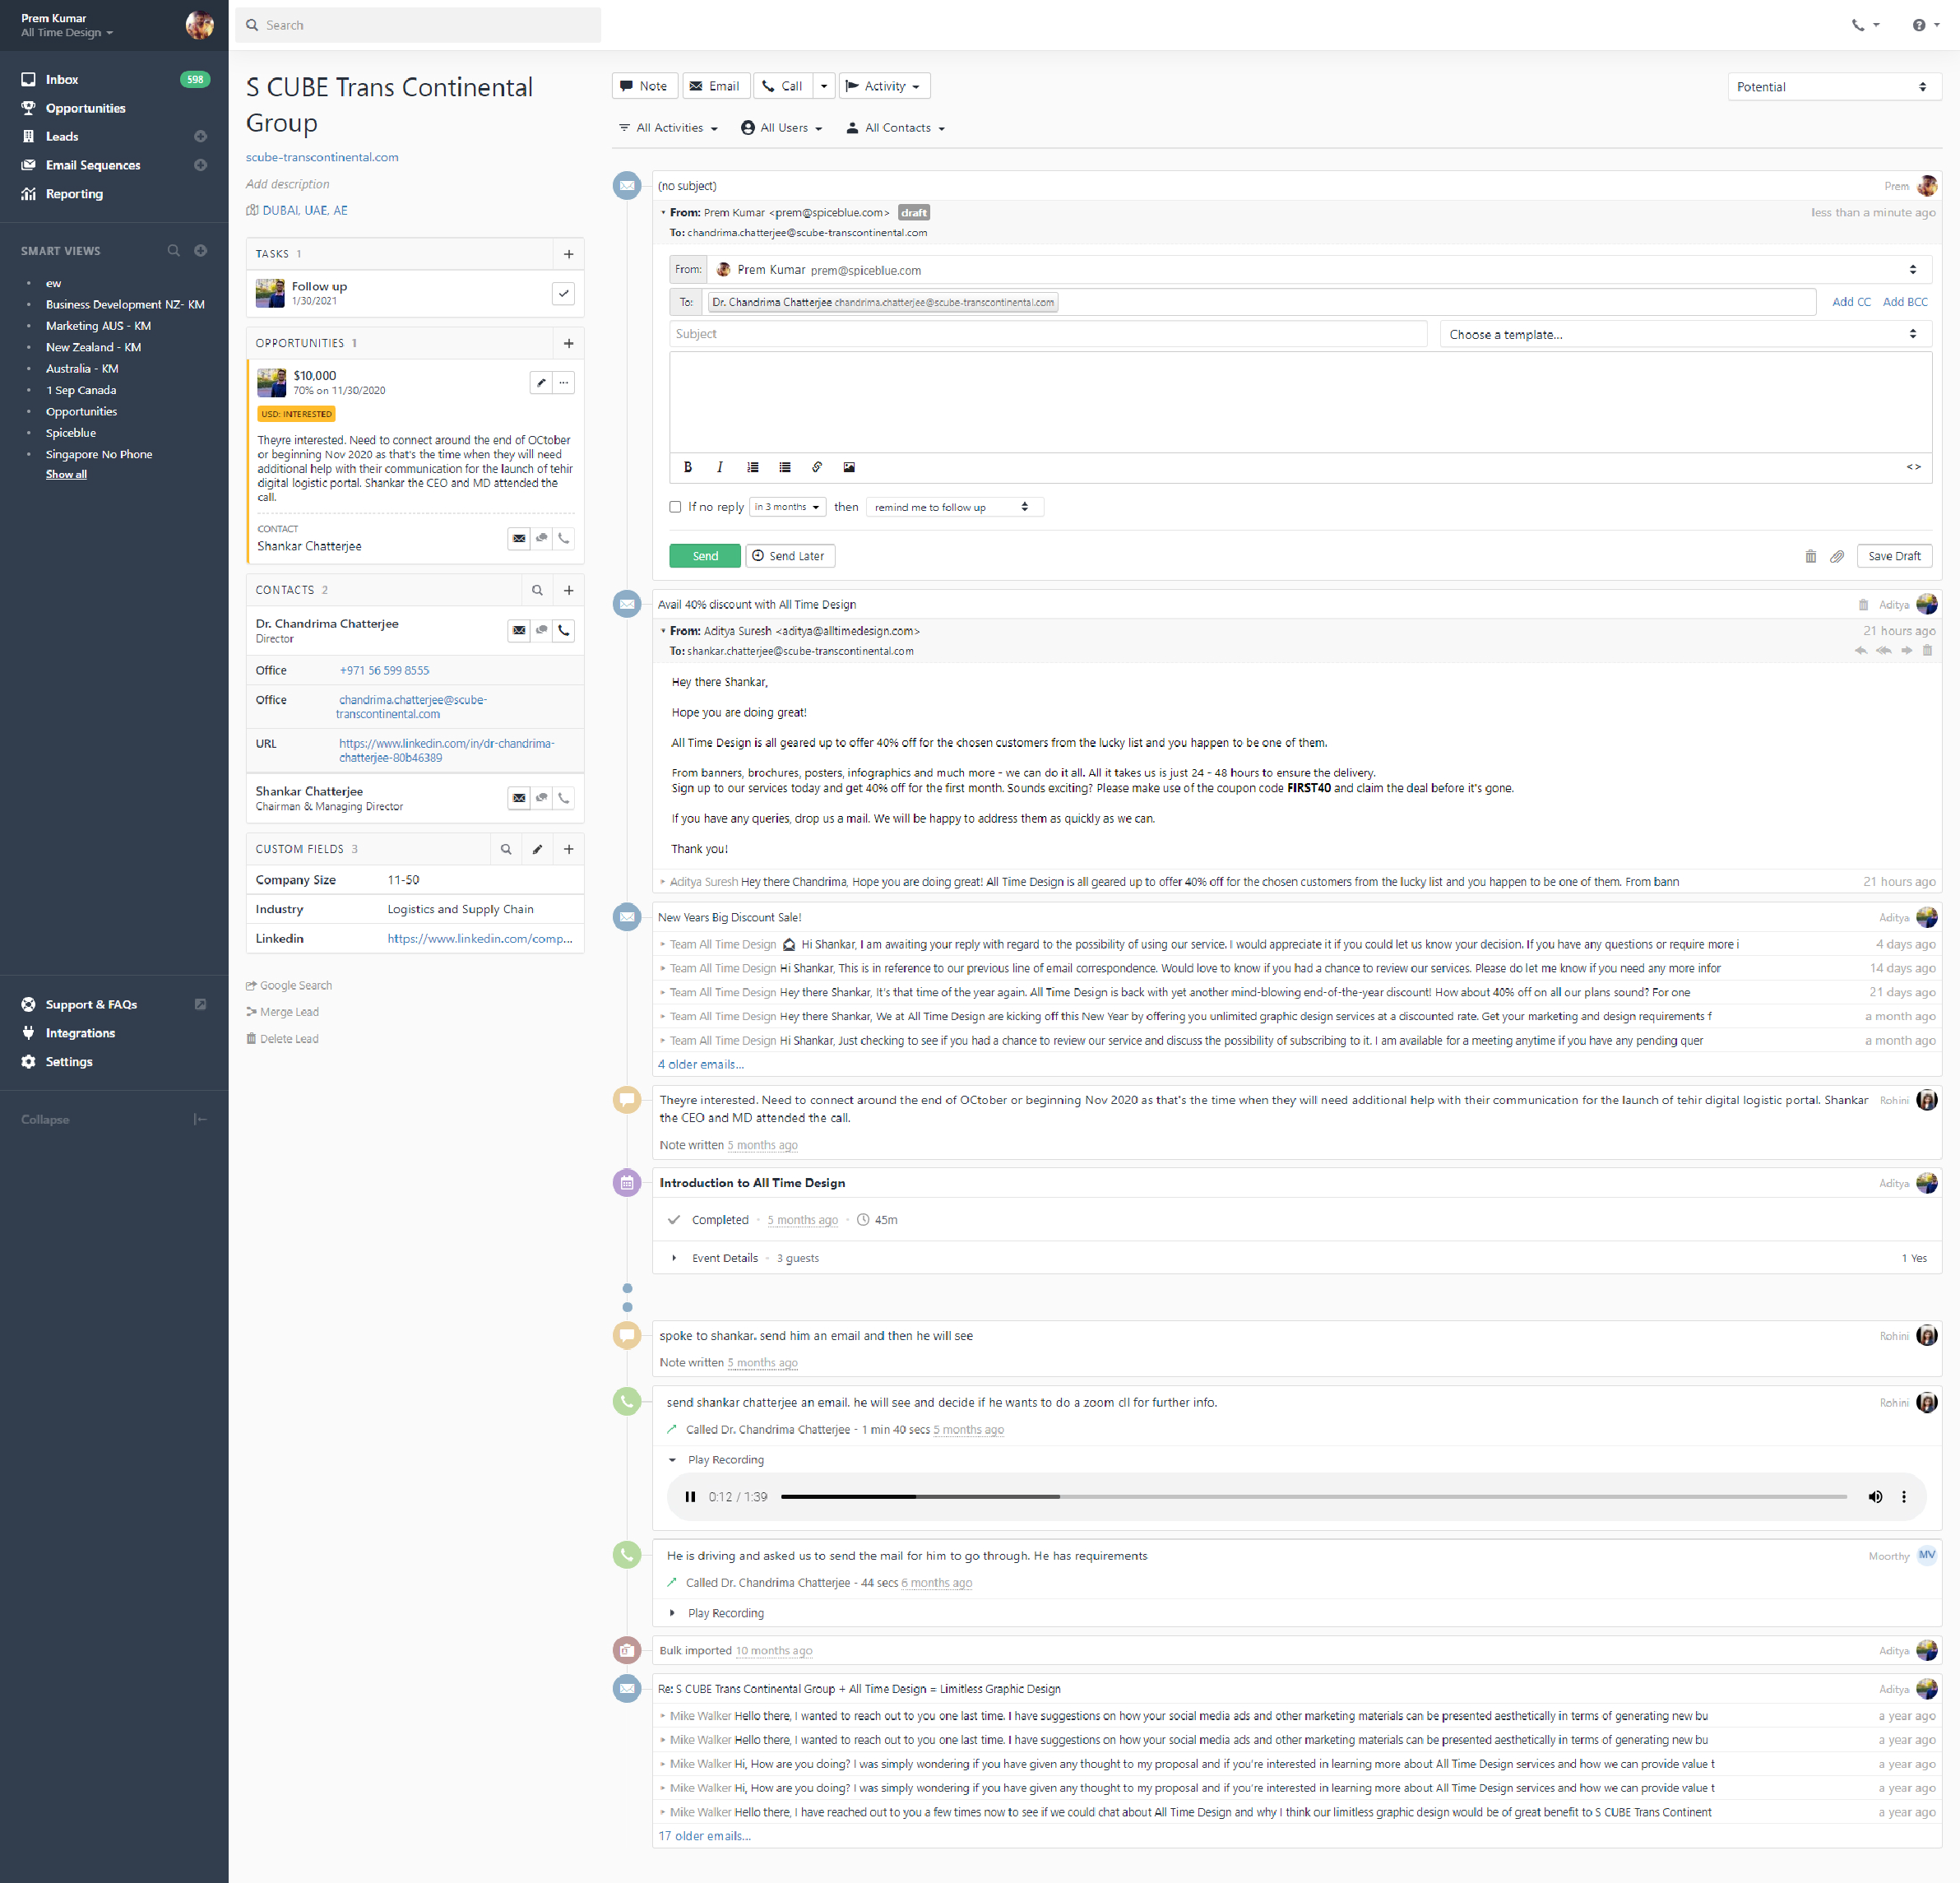 Prem Kumar
All Time Design
Search
Inbox 598
Opportunities
Leads
Email Sequences
Reporting
SMART VIEWS
ew
Business Development NZ- KM
Marketing AUS - KM
New Zealand - KM
Australia - KM
1 Sep Canada
Opportunities
Spiceblue
Singapore No Phone
Show all
Support & FAQs
Integrations
Settings
Collapse
S CUBE Trans Continental
Group
scube-transcontinental.com
Add description
DUBAI, UAE, AE
TASKS 1
Follow up
1/30/2021
OPPORTUNITIES 1
$10,000
70% on 11/30/2020
USD: INTERESTED
Theyre interested. Need to connect around the end of OCtober
or beginning Nov 2020 as that's the time when they will need
additional help with their communication for the launch of tehir
digital logistic portal. Shankar the CEO and MD attended the
call.
CONTACT
Shankar Chatterjee
CONTACTS 2
Dr. Chandrima Chatterjee
Director
Office +971 56 599 8555
Office chandrima.chatterjee@scube-
transcontinental.com
URL https://www.linkedin.com/in/dr-chandrima-
chatterjee-80b46389
Shankar Chatterjee
Chairman & Managing Director
CUSTOM FIELDS 3
Company Size 11-50
Industry Logistics and Supply Chain
Linkedin https://www.linkedin.com/comp...
Google Search
Merge Lead
Delete Lead
Note Email Call Activity
Potential
All Activities All Users All Contacts
(no subject) Prem
From: Prem Kumar <prem@spiceblue.com> draft less than a minute ago
To: chandrima.chatterjee@scube-transcontinental.com
From: Prem Kumar prem@spiceblue.com
To: Dr. Chandrima Chatterjee chandrima.chatterjee@scube-transcontinental.com Add CC Add BCC
Subject Choose a template...
B I <>
If no reply in 3 months then remind me to follow up
Send Send Later Save Draft
Avail 40% discount with All Time Design Aditya
From: Aditya Suresh <aditya@alltimedesign.com> 21 hours ago
To: shankar.chatterjee@scube-transcontinental.com
Hey there Shankar,
Hope you are doing great!
All Time Design is all geared up to offer 40% off for the chosen customers from the lucky list and you happen to be one of them.
From banners, brochures, posters, infographics and much more - we can do it all. All it takes us is just 24 - 48 hours to ensure the delivery.
Sign up to our services today and get 40% off for the first month. Sounds exciting? Please make use of the coupon code FIRST40 and claim the deal before it's gone.
If you have any queries, drop us a mail. We will be happy to address them as quickly as we can.
Thank you!
Aditya Suresh Hey there Chandrima, Hope you are doing great! All Time Design is all geared up to offer 40% off for the chosen customers from the lucky list and you happen to be one of them. From bann 21 hours ago
New Years Big Discount Sale! Aditya
Team All Time Design Hi Shankar, I am awaiting your reply with regard to the possibility of using our service. I would appreciate it if you could let us know your decision. If you have any questions or require more i 4 days ago
Team All Time Design Hi Shankar, This is in reference to our previous line of email correspondence. Would love to know if you had a chance to review our services. Please do let me know if you need any more infor 14 days ago
Team All Time Design Hey there Shankar, It's that time of the year again. All Time Design is back with yet another mind-blowing end-of-the-year discount! How about 40% off on all our plans sound? For one 21 days ago
Team All Time Design Hey there Shankar, We at All Time Design are kicking off this New Year by offering you unlimited graphic design services at a discounted rate. Get your marketing and design requirements f a month ago
Team All Time Design Hi Shankar, Just checking to see if you had a chance to review our service and discuss the possibility of subscribing to it. I am available for a meeting anytime if you have any pending quer a month ago
4 older emails...
Theyre interested. Need to connect around the end of OCtober or beginning Nov 2020 as that's the time when they will need additional help with their communication for the launch of tehir digital logistic portal. Shankar Rohini
the CEO and MD attended the call.
Note written 5 months ago
Introduction to All Time Design Aditya
Completed 5 months ago 45m
Event Details 3 guests 1 Yes
spoke to shankar. send him an email and then he will see Rohini
Note written 5 months ago
send shankar chatterjee an email. he will see and decide if he wants to do a zoom cll for further info. Rohini
Called Dr. Chandrima Chatterjee - 1 min 40 secs 5 months ago
Play Recording
0:12 / 1:39
He is driving and asked us to send the mail for him to go through. He has requirements Moorthy MV
Called Dr. Chandrima Chatterjee - 44 secs 6 months ago
Play Recording
Bulk imported 10 months ago Aditya
Re: S CUBE Trans Continental Group + All Time Design = Limitless Graphic Design Aditya
Mike Walker Hello there, I wanted to reach out to you one last time. I have suggestions on how your social media ads and other marketing materials can be presented aesthetically in terms of generating new bu a year ago
Mike Walker Hello there, I wanted to reach out to you one last time. I have suggestions on how your social media ads and other marketing materials can be presented aesthetically in terms of generating new bu a year ago
Mike Walker Hi, How are you doing? I was simply wondering if you have given any thought to my proposal and if you're interested in learning more about All Time Design services and how we can provide value t a year ago
Mike Walker Hi, How are you doing? I was simply wondering if you have given any thought to my proposal and if you're interested in learning more about All Time Design services and how we can provide value t a year ago
Mike Walker Hello there, I have reached out to you a few times now to see if we could chat about All Time Design and why I think our limitless graphic design would be of great benefit to S CUBE Trans Continent a year ago
17 older emails...